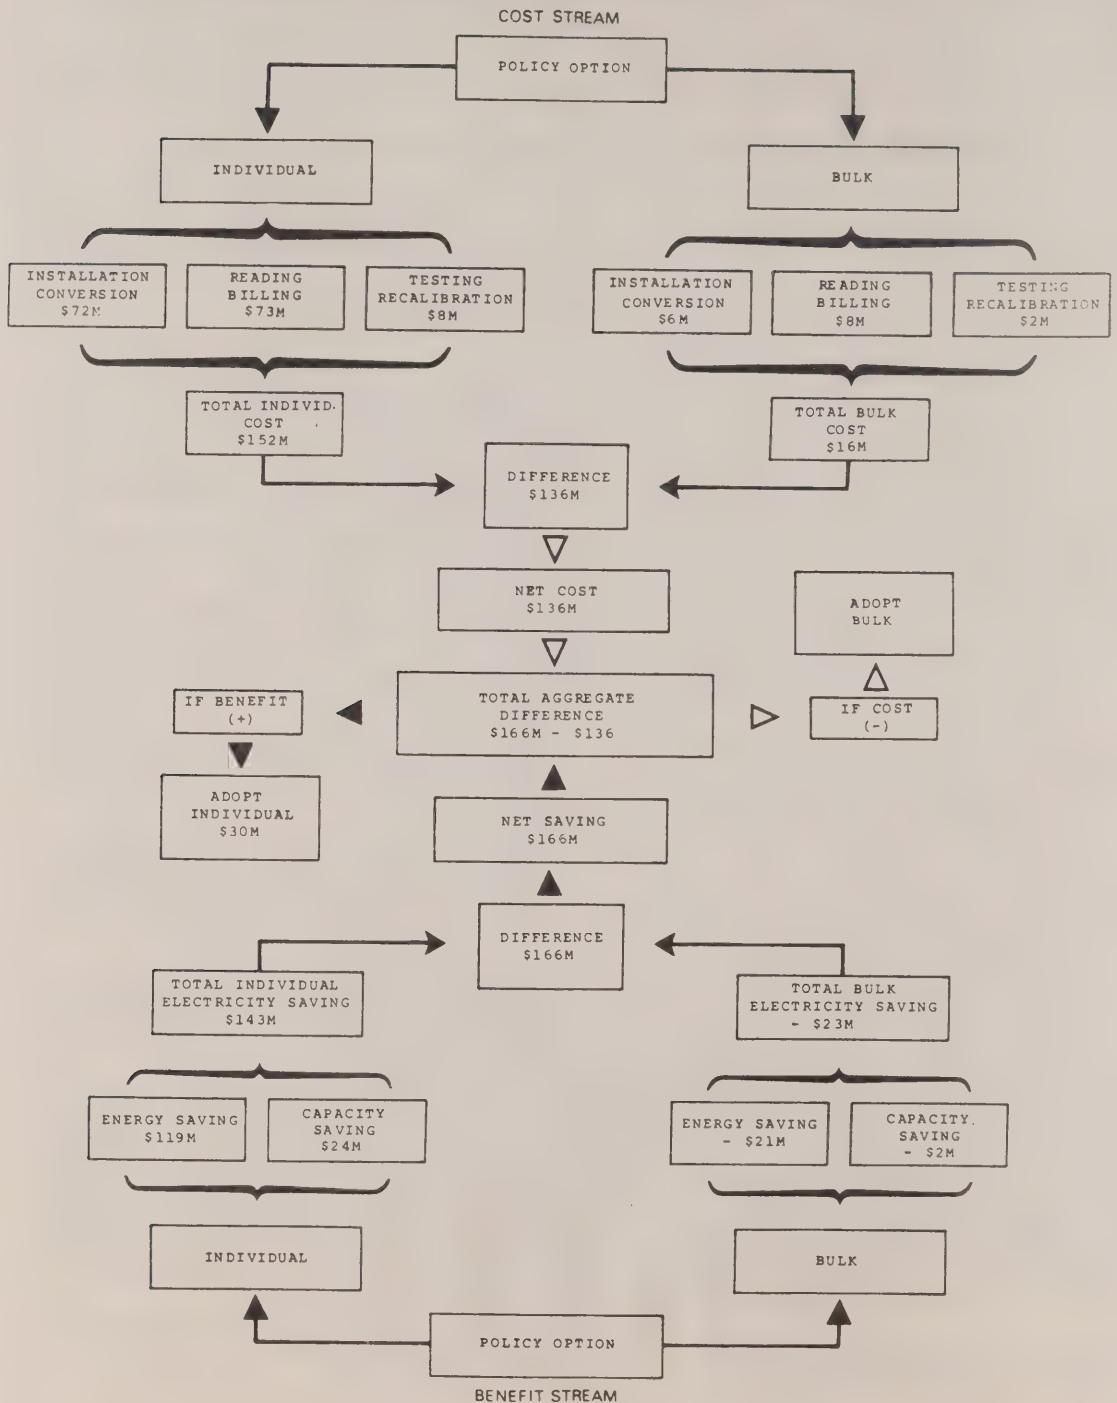 COST STREAM
POLICY OPTION
INDIVIDUAL
BULK
INSTALLATION
CONVERSION
$72M
READING
BILLING
$73M
TESTING
RECALIBRATION
$8M
INSTALLATION
CONVERSION
$6M
READING
BILLING
$8M
TESTING
RECALIBRATION
$2M
TOTAL INDIVID.
COST
$152M
TOTAL BULK
COST
$16M
DIFFERENCE
$136M
NET COST
$136M
ADOPT
BULK
IF BENEFIT
(+)
TOTAL AGGREGATE
DIFFERENCE
$166M - $136
IF COST
(-)
ADOPT
INDIVIDUAL
$30M
NET SAVING
$166M
DIFFERENCE
$166M
TOTAL INDIVIDUAL
ELECTRICITY SAVING
$143M
TOTAL BULK
ELECTRICITY SAVING
- $23M
ENERGY SAVING
$119M
CAPACITY
SAVING
$24M
ENERGY SAVING
- $21M
CAPACITY.
SAVING
- $2M
INDIVIDUAL
BULK
POLICY OPTION
BENEFIT STREAM